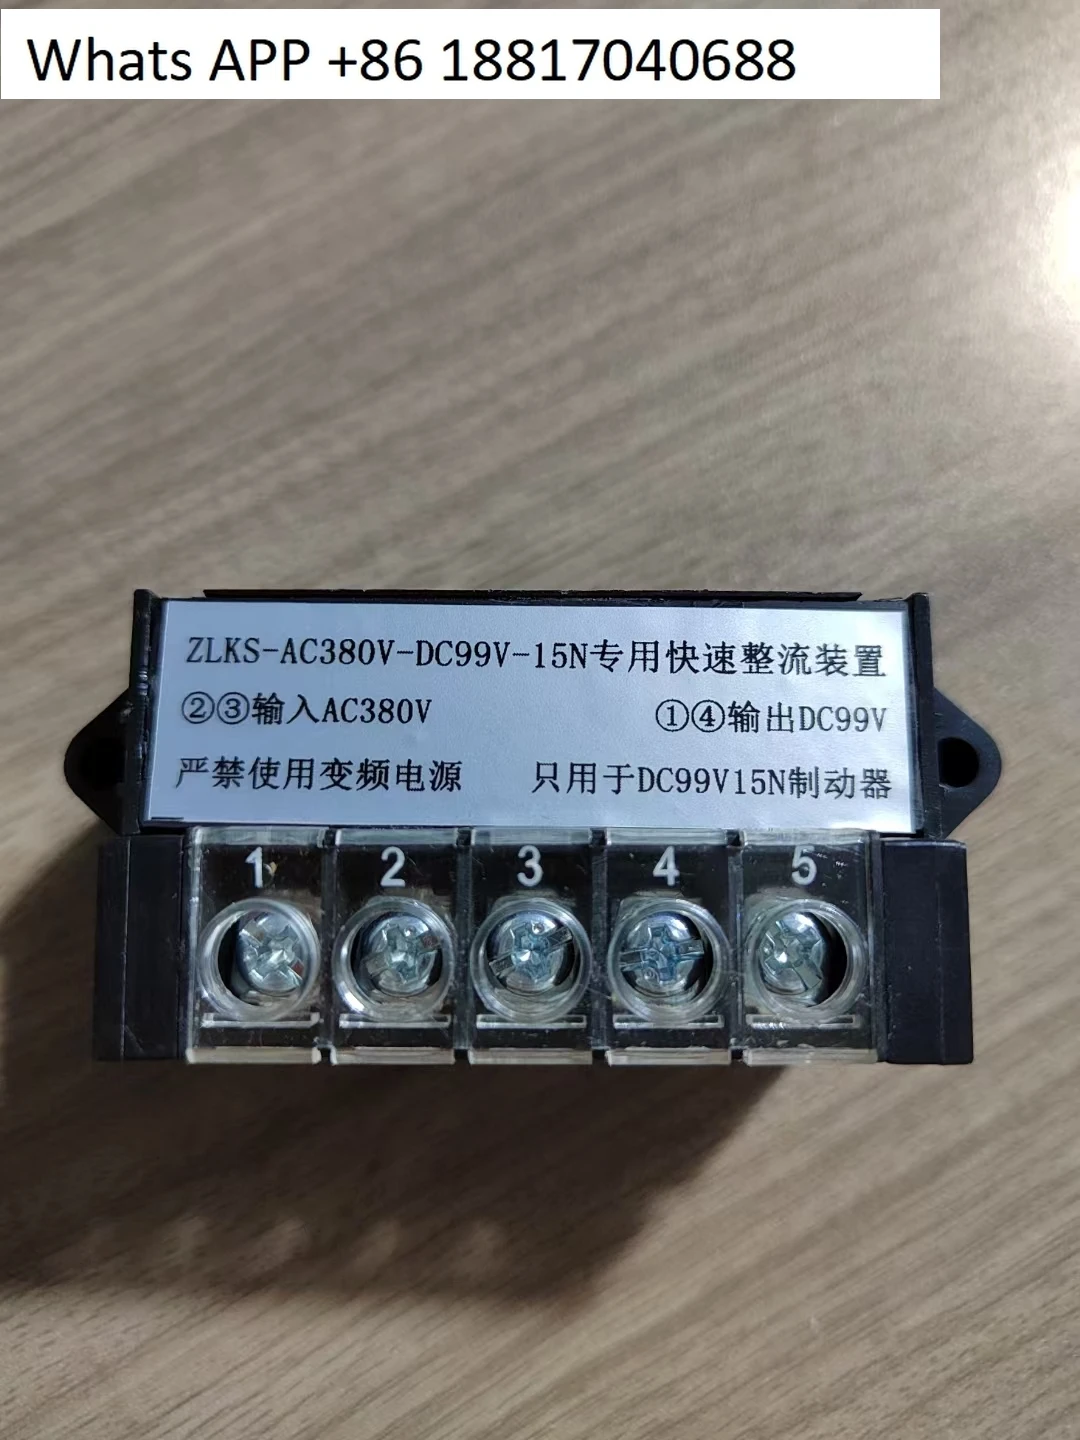 Whats APP +86 18817040688
ZLKS-AC380V-DC99V-15N专用快速整流装置
②③输入AC380V ①④输出DC99V
严禁使用变频电源 只用于DC99V15N制动器
1 2 3 4 5